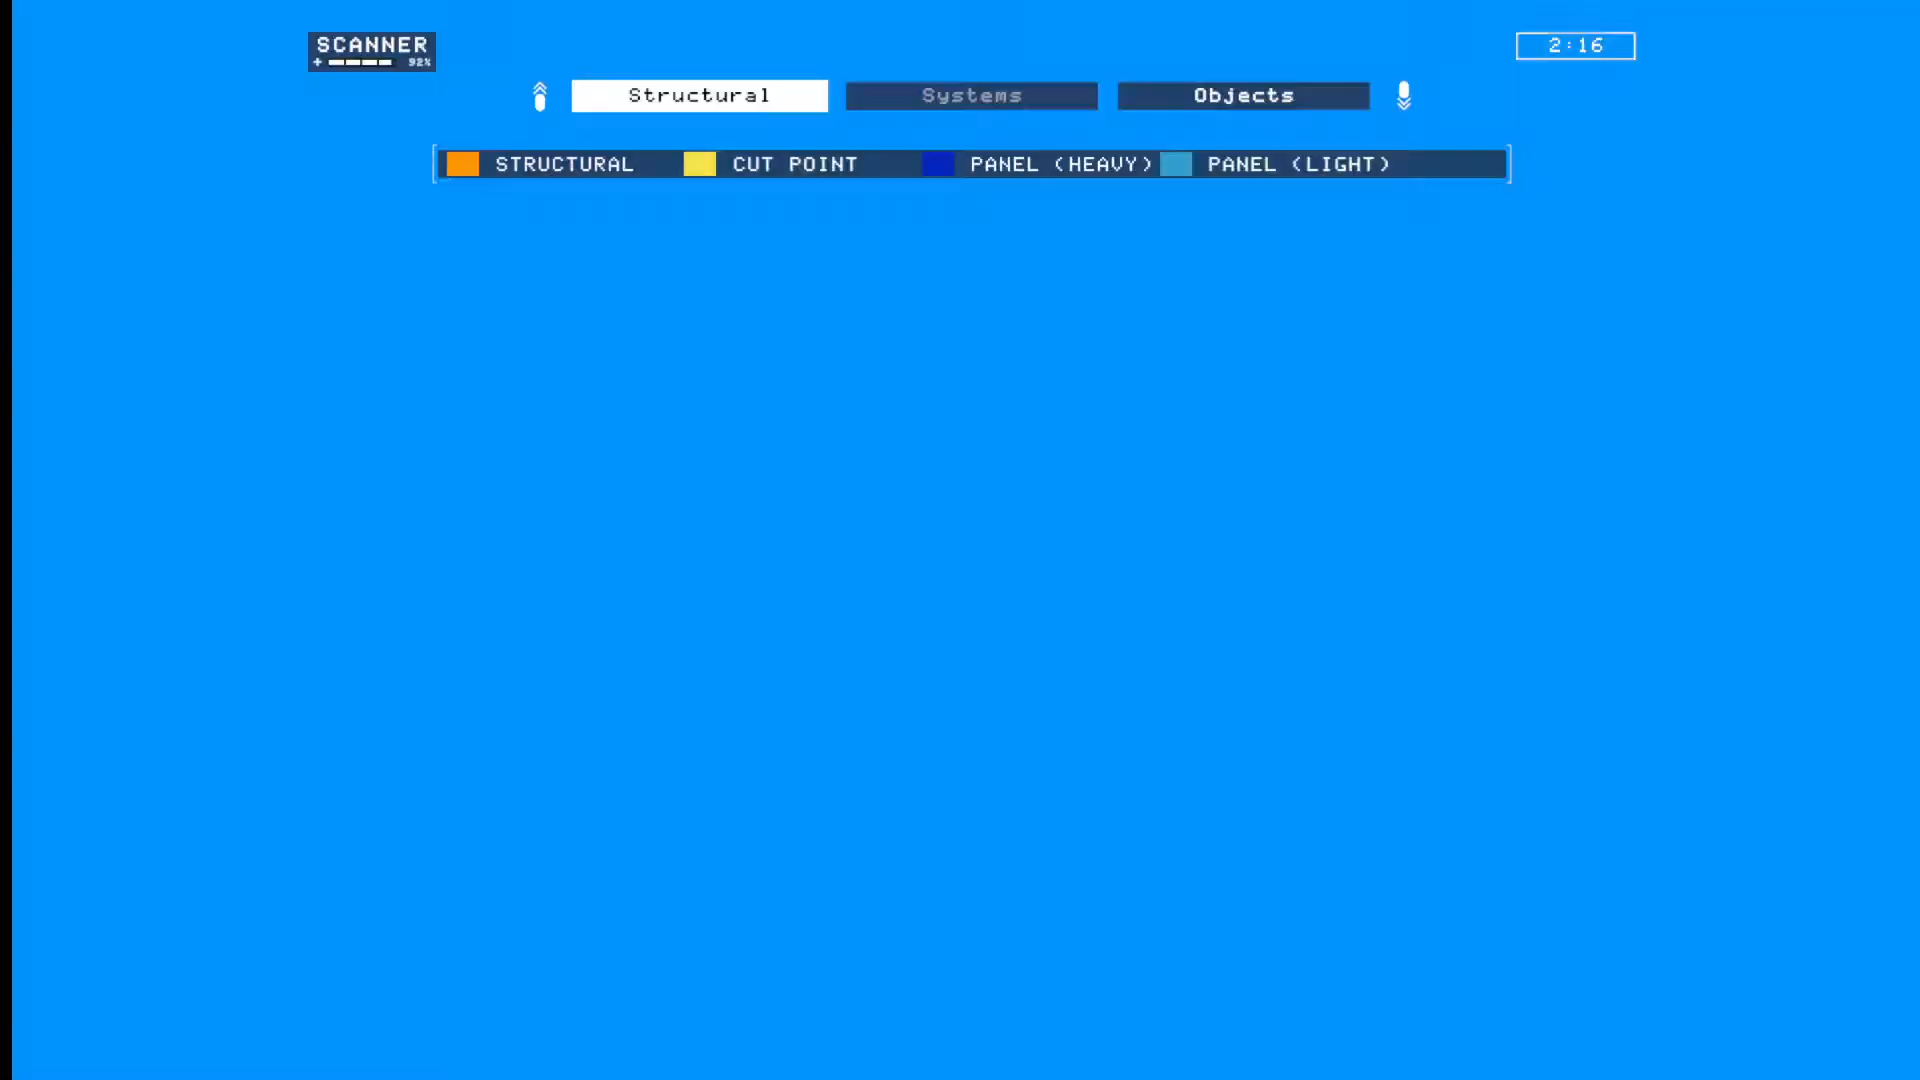 SCANNER
+ 92%
2:16
Structural Systems Objects
STRUCTURAL CUT POINT PANEL (HEAVY) PANEL (LIGHT)